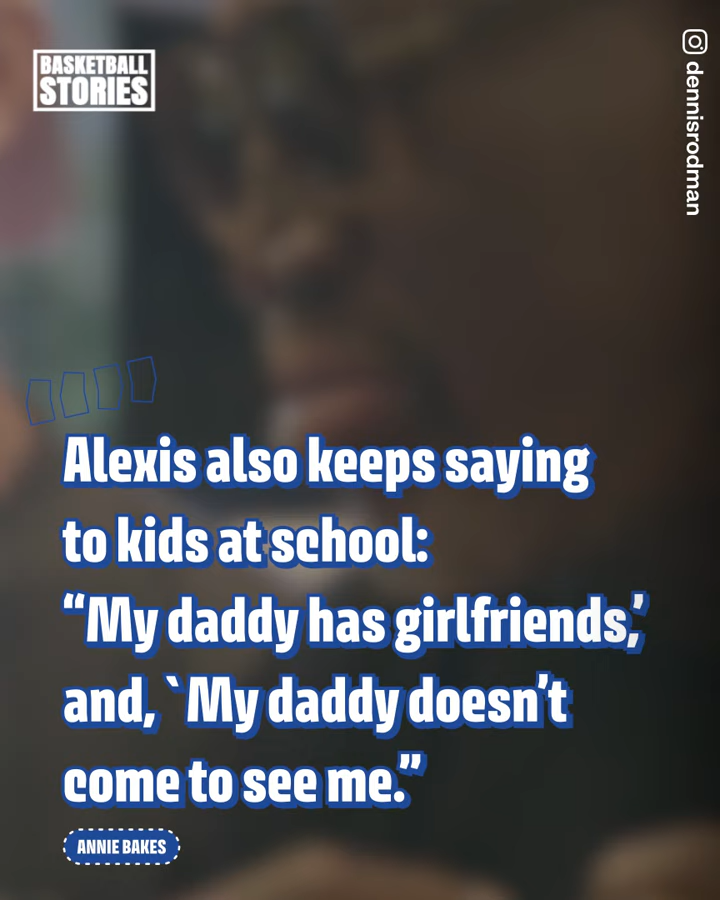 BASKETBALL
STORIES
dennisrodman
Alexis also keeps saying
to kids at school:
“My daddy has girlfriends,’
and, `My daddy doesn’t
come to see me.”
ANNIE BAKES